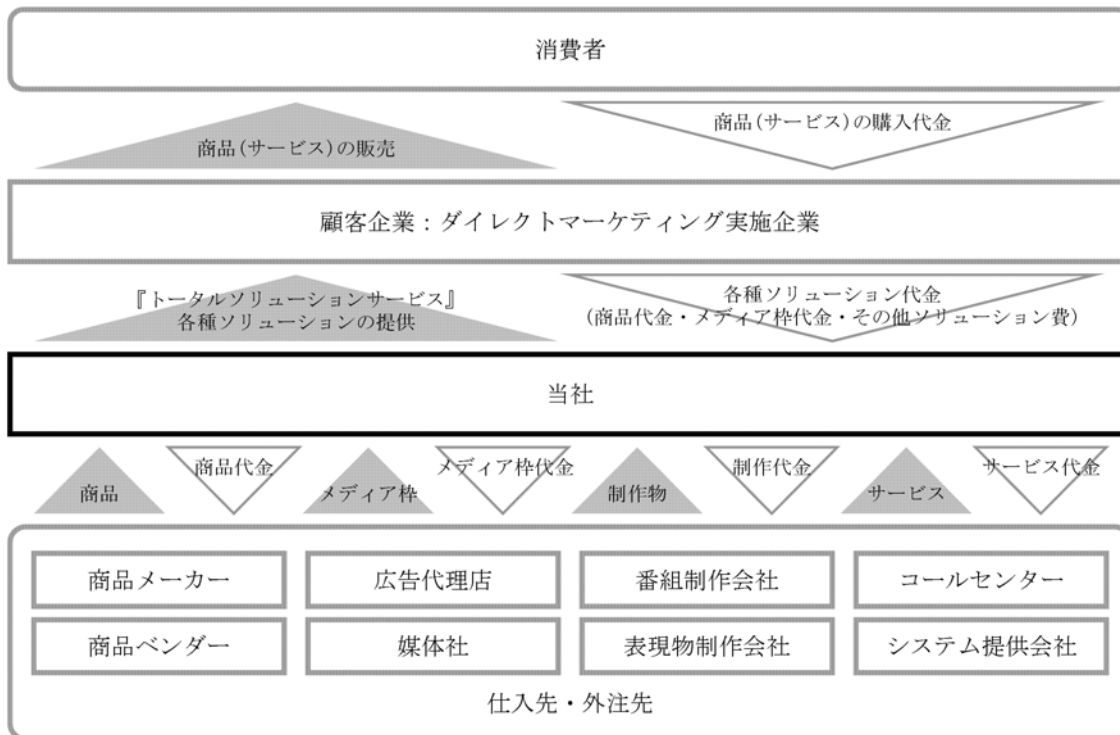 消費者
商品(サービス)の販売
商品(サービス)の購入代金
顧客企業：ダイレクトマーケティング実施企業
『トータルソリューションサービス』
各種ソリューションの提供
各種ソリューション代金
(商品代金・メディア枠代金・その他ソリューション費)
当社
商品
商品代金
メディア枠
メディア枠代金
制作物
制作代金
サービス
サービス代金
商品メーカー
広告代理店
番組制作会社
コールセンター
商品ベンダー
媒体社
表現物制作会社
システム提供会社
仕入先・外注先